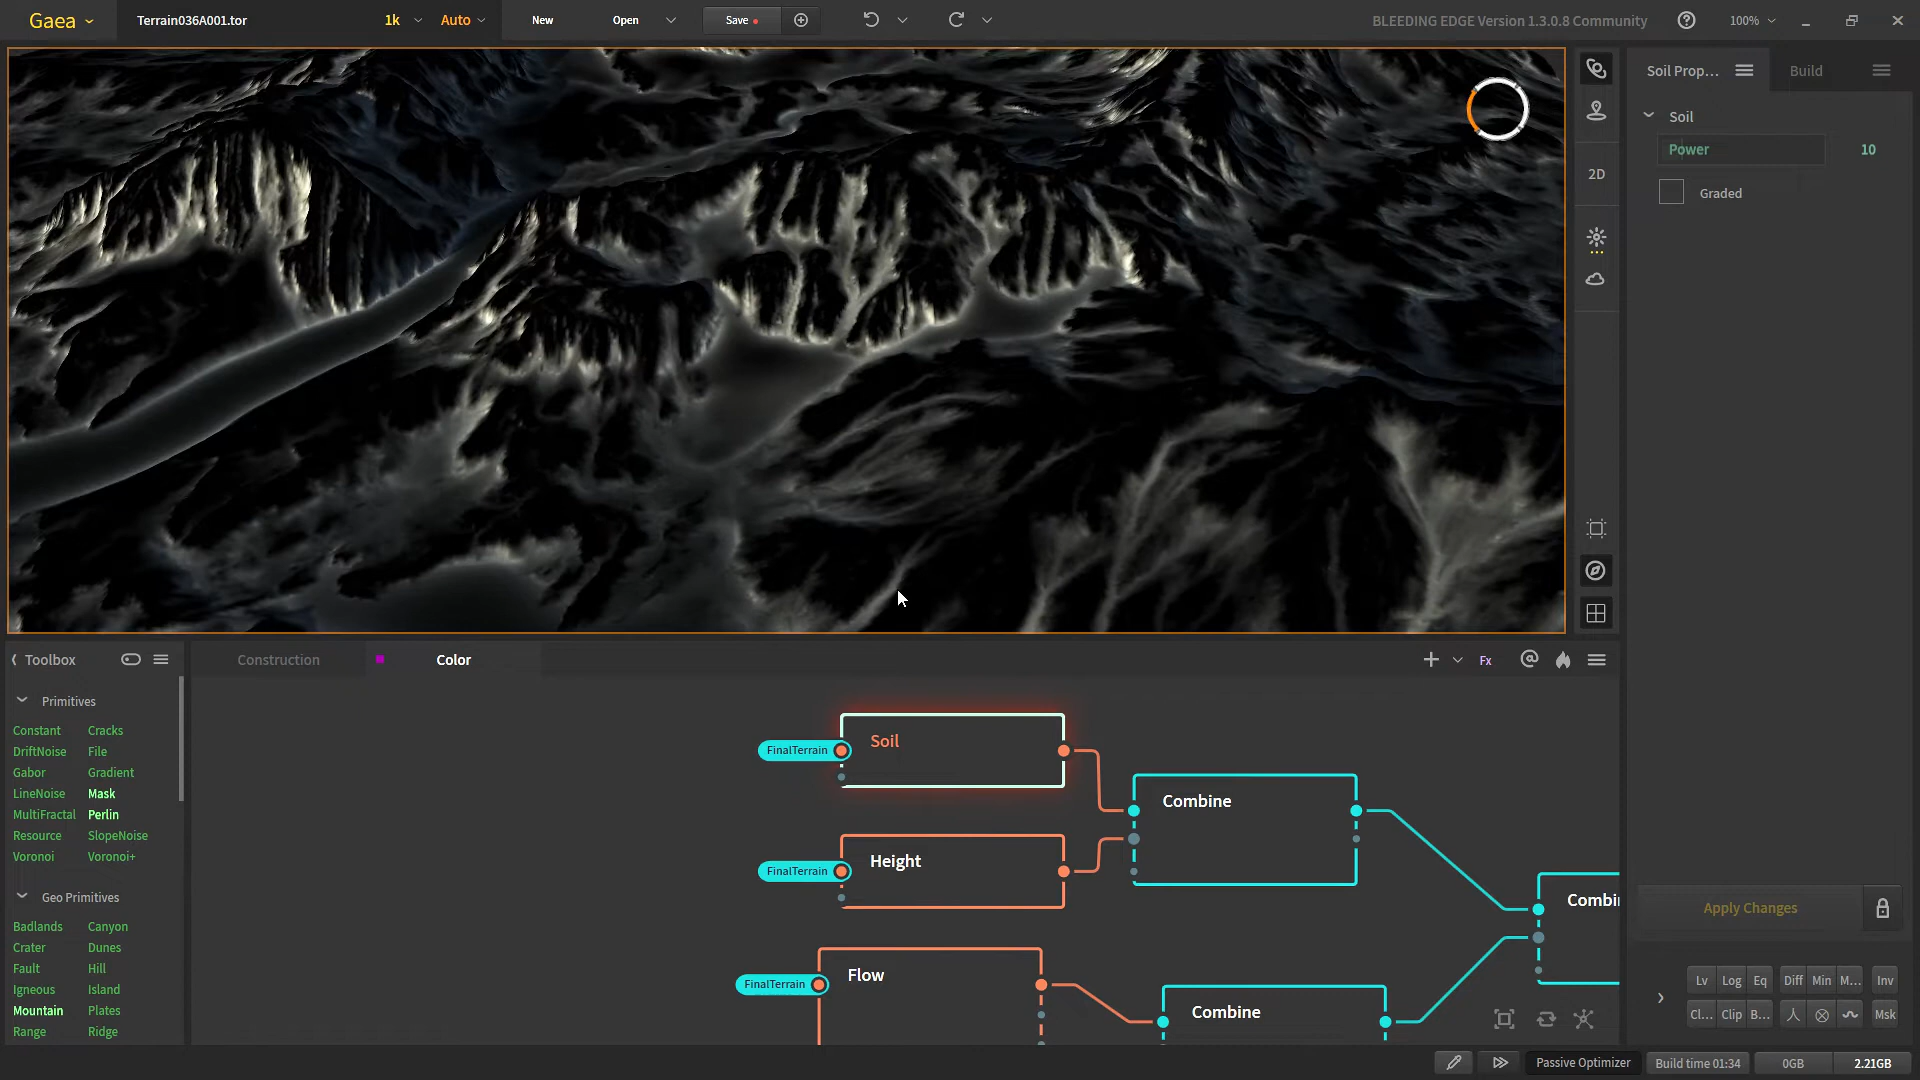 Gaea
Terrain036A001.tor
1k
Auto
New
Open
Save
BLEEDING EDGE Version 1.3.0.8 Community
100%
Soil Prop...
Build
Soil
Power
10
Graded
2D
Toolbox
Construction
Color
Fx
Primitives
Constant Cracks
DriftNoise File
Gabor Gradient
LineNoise Mask
MultiFractal Perlin
Resource SlopeNoise
Voronoi Voronoi+
Geo Primitives
Badlands Canyon
Crater Dunes
Fault Hill
Igneous Island
Mountain Plates
Range Ridge
FinalTerrain
Soil
Combine
FinalTerrain
Height
Combin
FinalTerrain
Flow
Combine
Apply Changes
Lv Log Eq Diff Min M... Inv
Cl... Clip B... Msk
Passive Optimizer
Build time 01:34
0GB
2.21GB